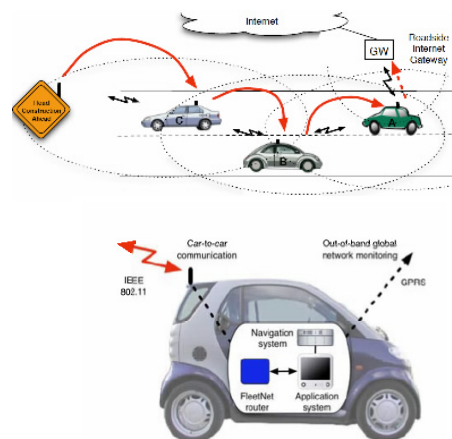 Internet
GW
Roadside
Internet
Gateway
Road
Construction
Ahead
C
A
B
Car-to-car
communication
Out-of-band global
network monitoring
IEEE
802.11
GPRS
Navigation
system
FleetNet
router
Application
system